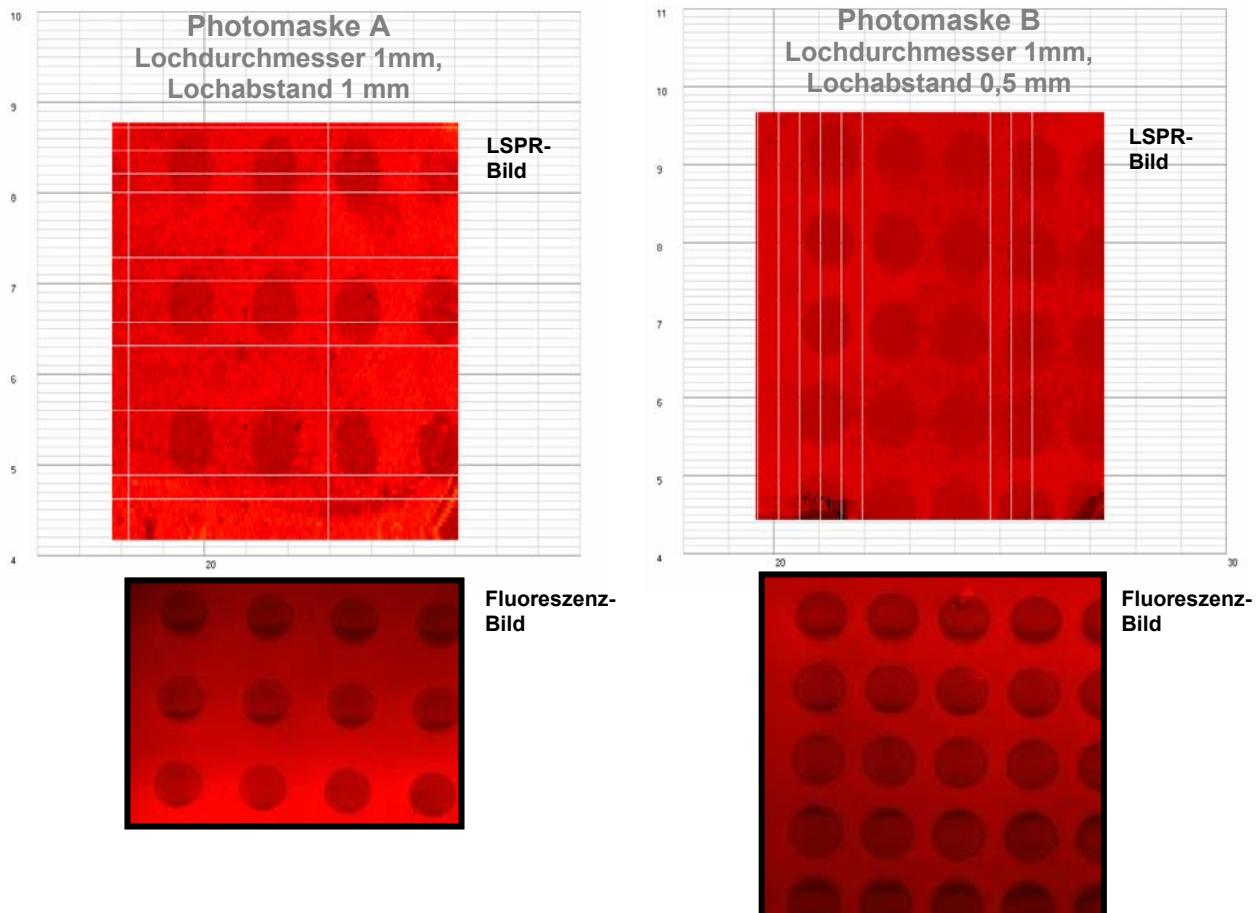 Photomaske A
Lochdurchmesser 1mm,
Lochabstand 1 mm
10
9
8
7
6
5
4
20
LSPR-
Bild
Fluoreszenz-
Bild
Photomaske B
Lochdurchmesser 1mm,
Lochabstand 0,5 mm
11
10
9
8
7
6
5
4
20
30
LSPR-
Bild
Fluoreszenz-
Bild